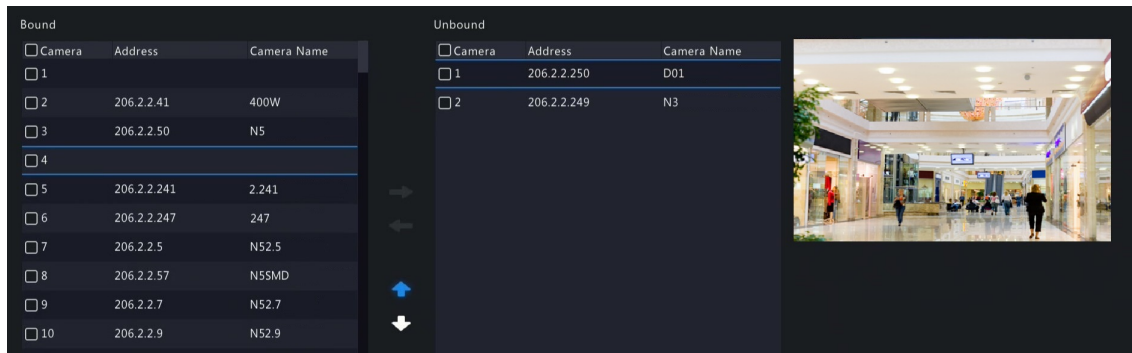 Bound
Camera Address Camera Name
1
2 206.2.2.41 400W
3 206.2.2.50 N5
4
5 206.2.2.241 2.241
6 206.2.2.247 247
7 206.2.2.5 N52.5
8 206.2.2.57 N5SMD
9 206.2.2.7 N52.7
10 206.2.2.9 N52.9
Unbound
Camera Address Camera Name
1 206.2.2.250 D01
2 206.2.2.249 N3